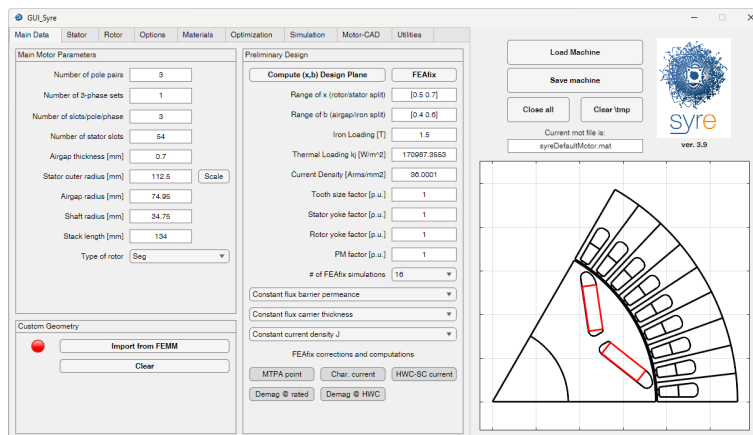 GUI_Syre
Main Data Stator Rotor Options Materials Optimization Simulation Motor-CAD Utilities
Main Motor Parameters
Number of pole pairs 3
Number of 3-phase sets 1
Number of slots/pole/phase 3
Number of stator slots 54
Airgap thickness [mm] 0.7
Stator outer radius [mm] 112.5 Scale
Airgap radius [mm] 74.95
Shaft radius [mm] 34.75
Stack length [mm] 134
Type of rotor Seg
Custom Geometry
Import from FEMM
Clear
Preliminary Design
Compute (x,b) Design Plane FEAfix
Range of x (rotor/stator split) [0.5 0.7]
Range of b (airgap/iron split) [0.4 0.6]
Iron Loading [T] 1.5
Thermal Loading kj [W/m^2] 170987.3553
Current Density [Arms/mm2] 36.0001
Tooth size factor [p.u.] 1
Stator yoke factor [p.u.] 1
Rotor yoke factor [p.u.] 1
PM factor [p.u.] 1
# of FEAfix simulations 16
Constant flux barrier permeance
Constant flux carrier thickness
Constant current density J
FEAfix corrections and computations
MTPA point Char. current HWC-SC current
Demag @ rated Demag @ HWC
Load Machine
Save machine
Close all Clear \tmp
Current mot file is:
syreDefaultMotor.mat
syre
ver. 3.9